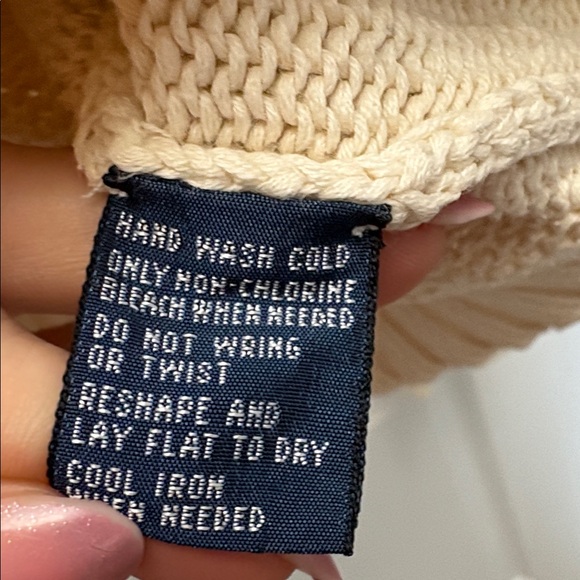 HAND WASH COLD
ONLY NON-CHLORINE
BLEACH WHEN NEEDED
DO NOT WRING
OR TWIST
RESHAPE AND
LAY FLAT TO DRY
COOL IRON
WHEN NEEDED